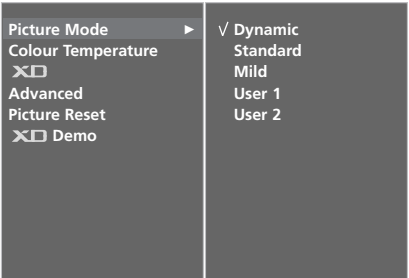 Picture Mode ►
Colour Temperature
XD
Advanced
Picture Reset
XD Demo
√ Dynamic
Standard
Mild
User 1
User 2